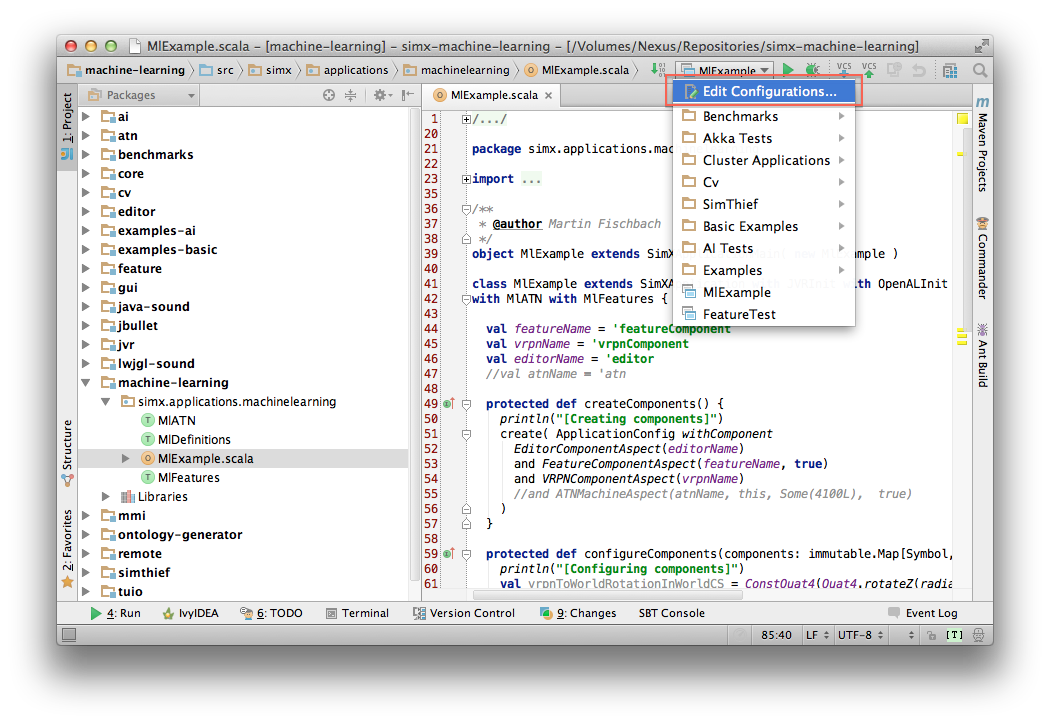 MlExample.scala – [machine-learning] – simx-machine-learning – [/Volumes/Nexus/Repositories/simx-machine-learning]
machine-learning src simx applications machinelearning MlExample.scala MlExample VCS VCS
Edit Configurations...
Benchmarks
Akka Tests
Cluster Applications
Cv
SimThief
Basic Examples
AI Tests
Examples
MlExample
FeatureTest
1: Project
Structure
2: Favorites
Packages
ai
atn
benchmarks
core
cv
editor
examples-ai
examples-basic
feature
gui
java-sound
jbullet
jvr
lwjgl-sound
machine-learning
simx.applications.machinelearning
MlATN
MlDefinitions
MlExample.scala
MlFeatures
Libraries
mmi
ontology-generator
remote
simthief
tuio
MlExample.scala
1 /.../
20
21 package simx.applications.mac
22
23 import ...
35
36 /**
37 * @author Martin Fischbach
38 */
39 object MlExample extends SimX Example )
40
41 class MlExample extends SimXA with OpenALInit
42 with MlATN with MlFeatures {
43
44 val featureName = 'featureComponent
45 val vrpnName = 'vrpnComponent
46 val editorName = 'editor
47 //val atnName = 'atn
48
49 protected def createComponents() {
50 println("[Creating components]")
51 create( ApplicationConfig withComponent
52 EditorComponentAspect(editorName)
53 and FeatureComponentAspect(featureName, true)
54 and VRPNComponentAspect(vrpnName)
55 //and ATNMachineAspect(atnName, this, Some(4100L), true)
56 )
57 }
58
59 protected def configureComponents(components: immutable.Map[Symbol,
60 println("[Configuring components]")
61 val vrpnToWorldRotationInWorldCS = ConstQuat4(Quat4.rotateZ(radia
m Maven Projects
Commander
Ant Build
4: Run IvyIDEA 6: TODO Terminal Version Control 9: Changes SBT Console Event Log
85:40 LF UTF-8 [T]